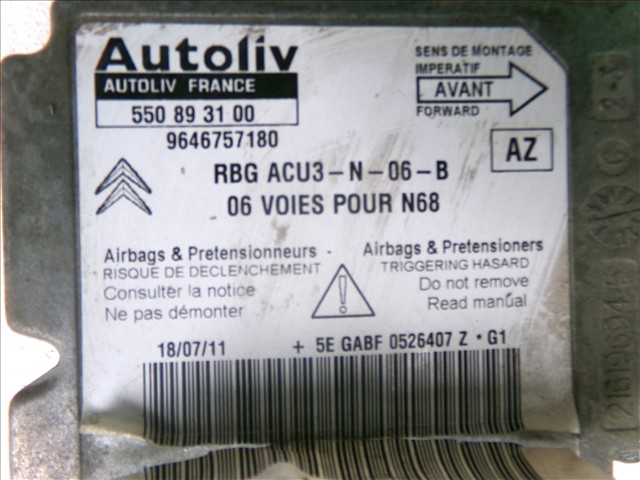 Autoliv
AUTOLIV FRANCE
550 89 31 00
9646757180
SENS DE MONTAGE
IMPERATIF
AVANT
FORWARD
AZ
RBG ACU3-N-06-B
06 VOIES POUR N68
Airbags & Pretensionneurs
RISQUE DE DECLENCHEMENT
Consulter la notice
Ne pas démonter
Airbags & Pretensioners
TRIGGERING HASARD
Do not remove
Read manual
18/07/11 + 5E GABF 0526407 Z * G1